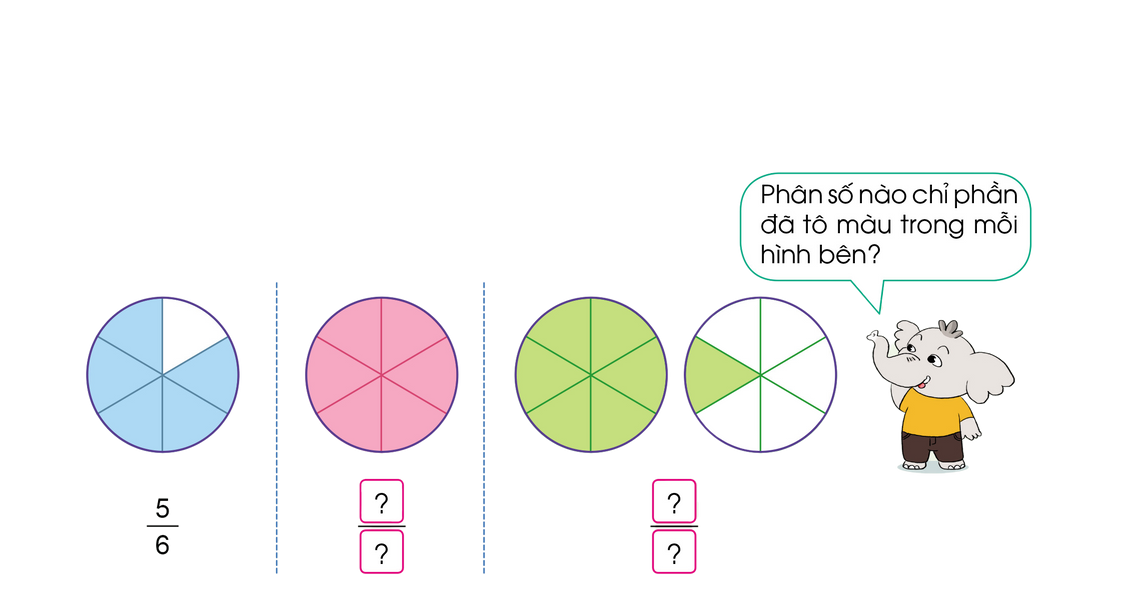 Phân số nào chỉ phần
đã tô màu trong mỗi
hình bên?
5
6
?
?
?
?